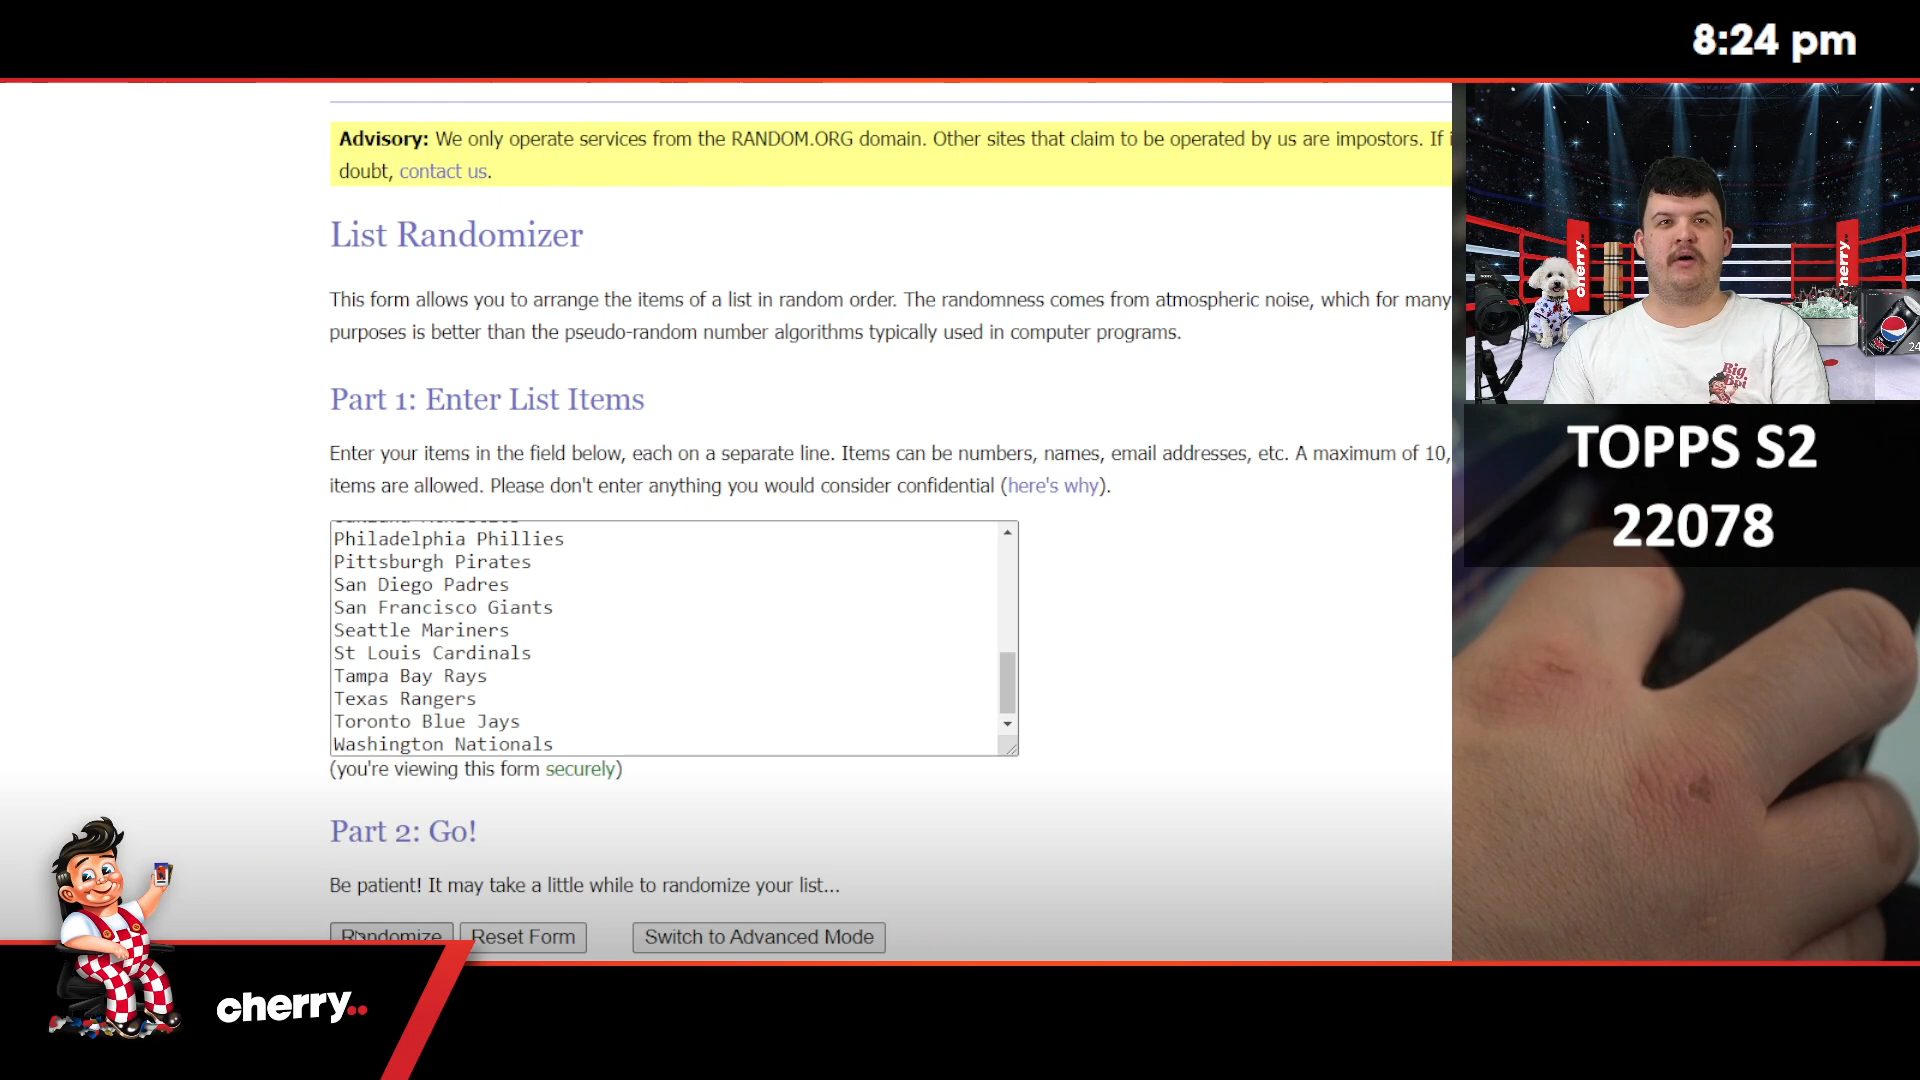 8:24 pm
Advisory: We only operate services from the RANDOM.ORG domain. Other sites that claim to be operated by us are impostors. If
doubt, contact us.
List Randomizer
This form allows you to arrange the items of a list in random order. The randomness comes from atmospheric noise, which for many
purposes is better than the pseudo-random number algorithms typically used in computer programs.
Part 1: Enter List Items
Enter your items in the field below, each on a separate line. Items can be numbers, names, email addresses, etc. A maximum of 10,
items are allowed. Please don't enter anything you would consider confidential (here's why).
Philadelphia Phillies
Pittsburgh Pirates
San Diego Padres
San Francisco Giants
Seattle Mariners
St Louis Cardinals
Tampa Bay Rays
Texas Rangers
Toronto Blue Jays
Washington Nationals
(you're viewing this form securely)
Part 2: Go!
Be patient! It may take a little while to randomize your list...
Randomize Reset Form Switch to Advanced Mode
cherry..
cherry.
herry.
Big
24
TOPPS S2
22078